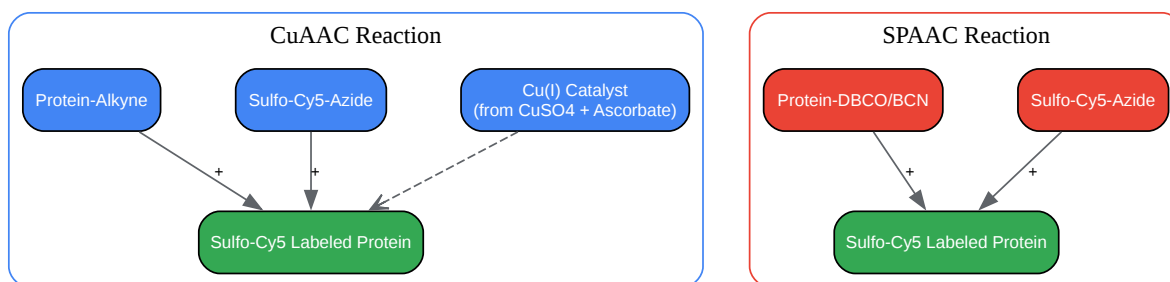 CuAAC Reaction
Protein-Alkyne
Sulfo-Cy5-Azide
Cu(I) Catalyst
(from CuSO4 + Ascorbate)
+
+
Sulfo-Cy5 Labeled Protein
SPAAC Reaction
Protein-DBCO/BCN
Sulfo-Cy5-Azide
+
+
Sulfo-Cy5 Labeled Protein